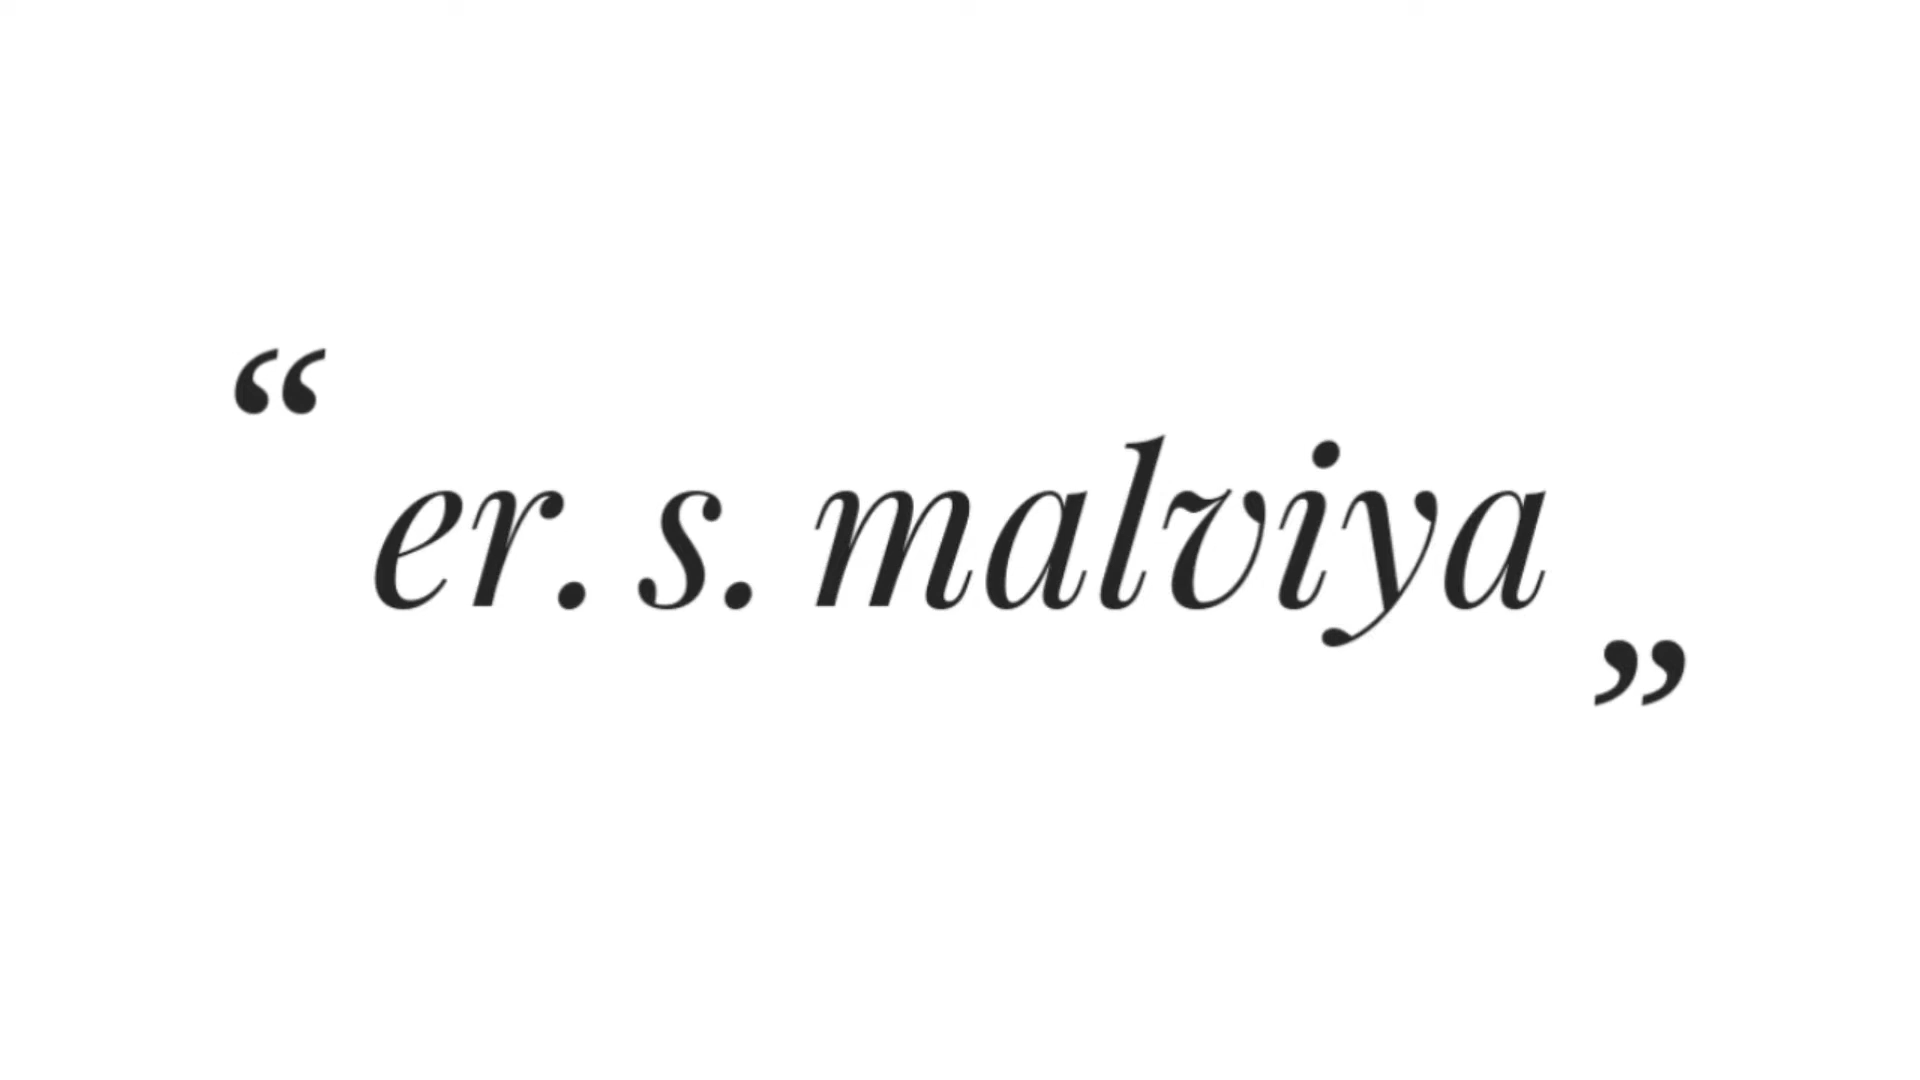 “ er. s. malviya ”